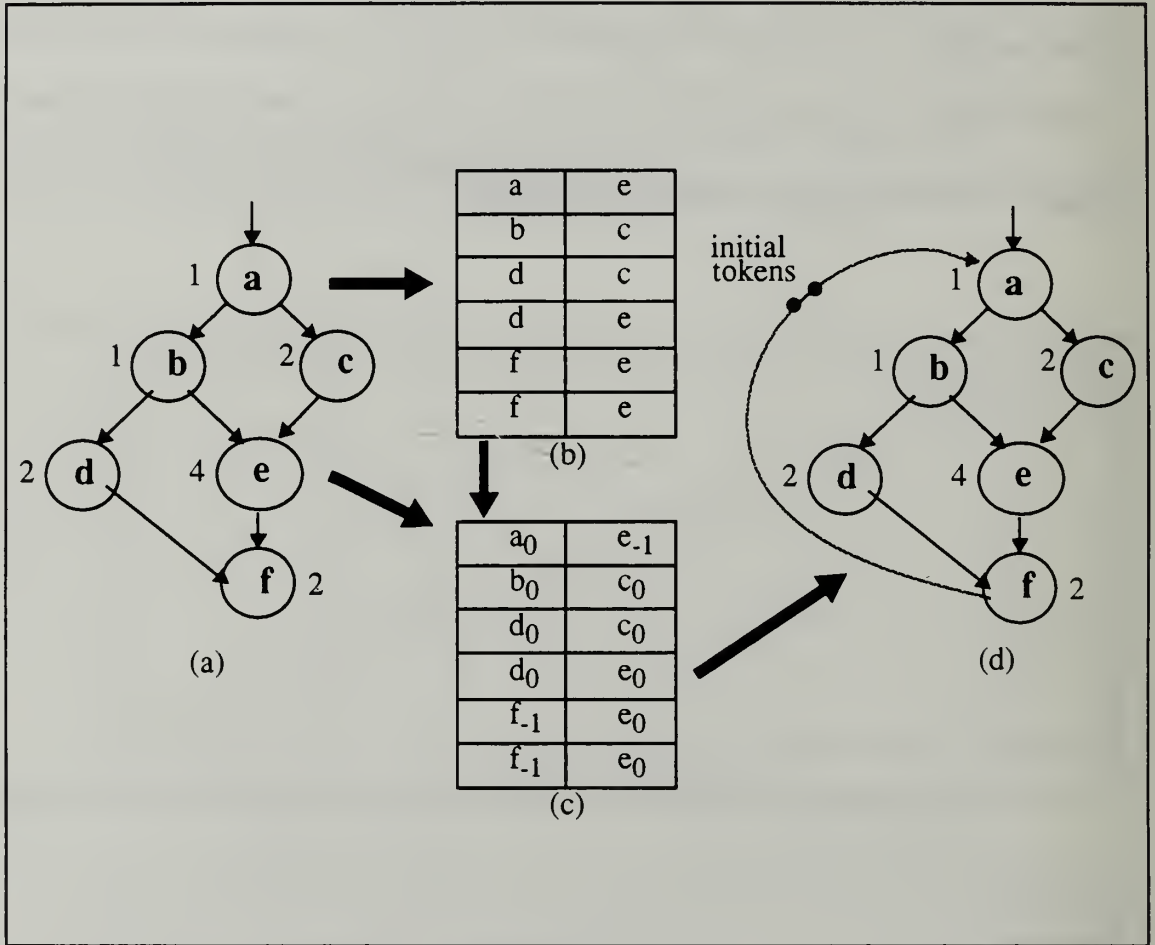 1 a
1 b
2 c
2 d
4 e
f 2
(a)
a e
b c
d c
d e
f e
f e
(b)
a0 e-1
b0 c0
d0 c0
d0 e0
f-1 e0
f-1 e0
(c)
initial
tokens
1 a
1 b
2 c
2 d
4 e
f 2
(d)